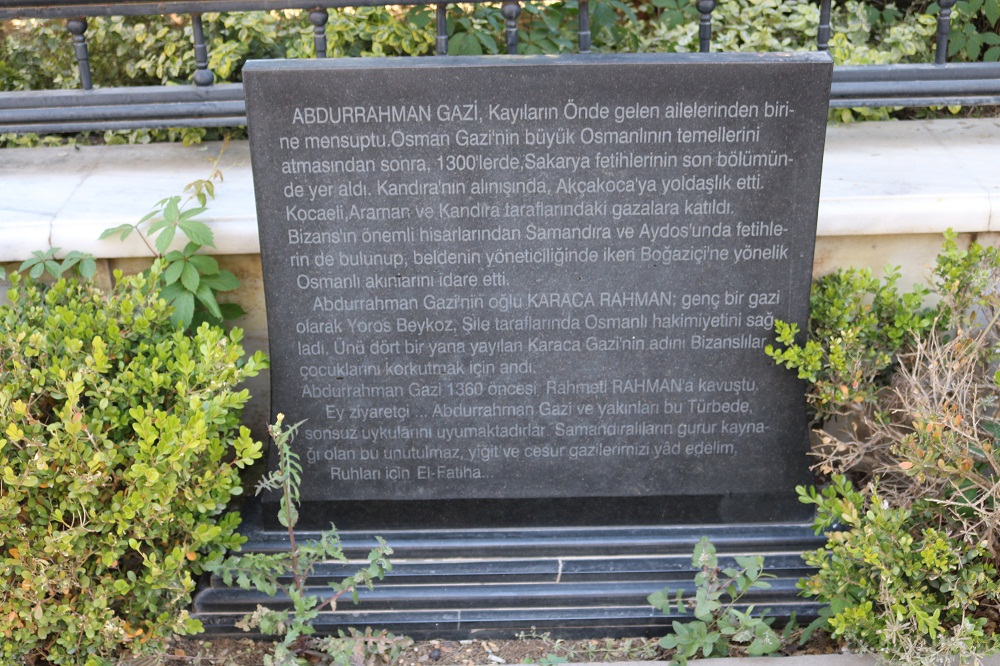 ABDURRAHMAN GAZİ, Kayıların Önde gelen ailelerinden biri-
ne mensuptu.Osman Gazi'nin büyük Osmanlının temellerini
atmasından sonra, 1300'lerde,Sakarya fetihlerinin son bölümün-
de yer aldı. Kandıra'nın alınışında, Akçakoca'ya yoldaşlık etti.
Kocaeli,Araman ve Kandıra taraflarındaki gazalara katıldı.
Bizans'ın önemli hisarlarından Samandıra ve Aydos'unda fetihle-
rin de bulunup, beldenin yöneticiliğinde iken Boğaziçi'ne yönelik
Osmanlı akınlarını idare etti.
Abdurrahman Gazi'nin oğlu KARACA RAHMAN; genç bir gazi
olarak Yoros Beykoz, Şile taraflarında Osmanlı hakimiyetini sağ-
ladı. Ünü dört bir yana yayılan Karaca Gazi'nin adını Bizanslılar
çocuklarını korkutmak için andı.
Abdurrahman Gazi 1360 öncesi, Rahmeti RAHMAN'a kavuştu.
Ey ziyaretçi ... Abdurrahman Gazi ve yakınları bu Türbede,
sonsuz uykularını uyumaktadırlar. Samandıralıların gurur kayna-
ğı olan bu unutulmaz, yiğit ve cesur gazilerimizi yâd edelim,
Ruhları için El-Fatiha...